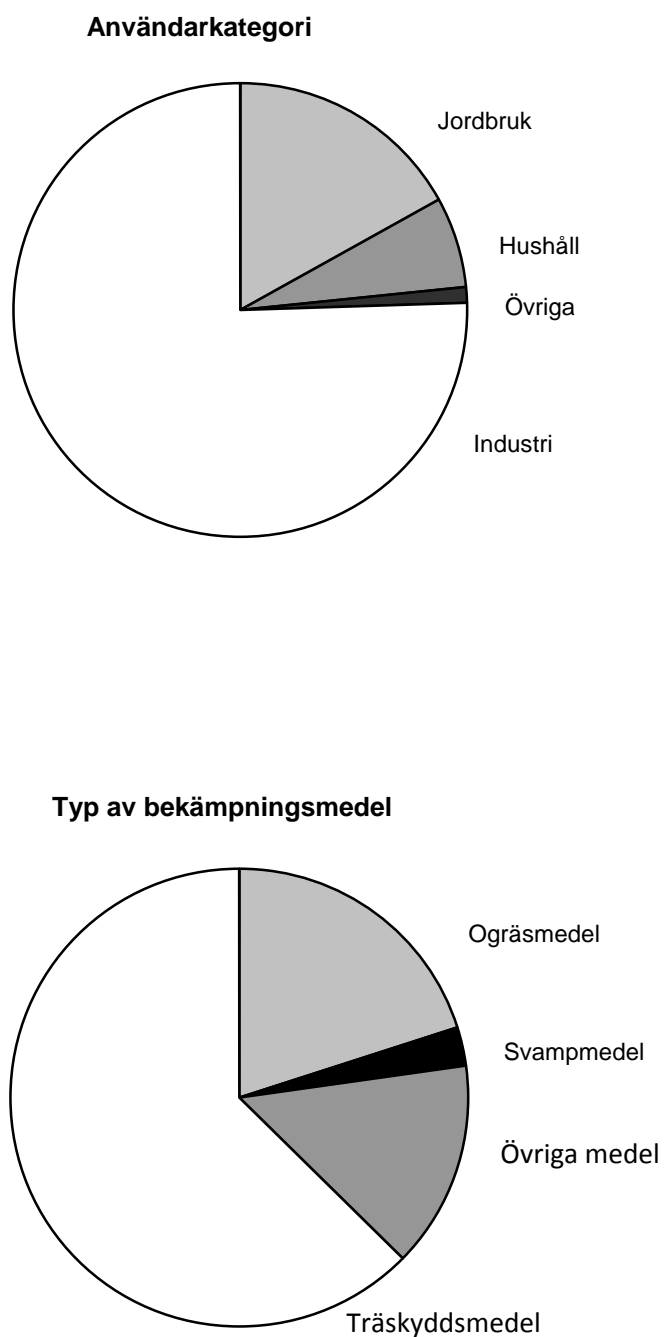 Användarkategori
Jordbruk
Hushåll
Övriga
Industri
Typ av bekämpningsmedel
Ogräsmedel
Svampmedel
Övriga medel
Träskyddsmedel